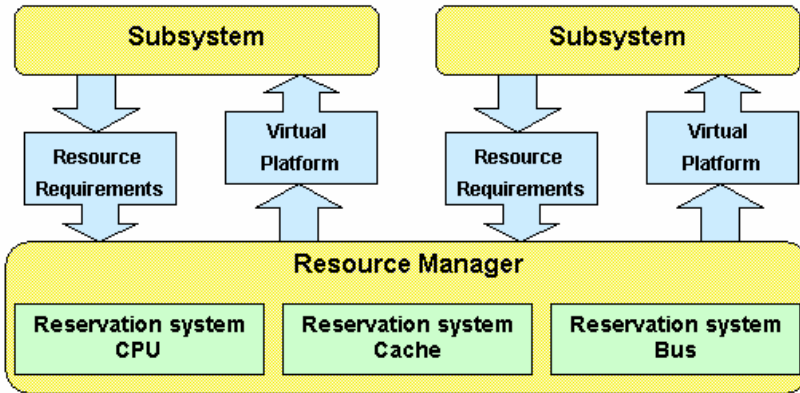 Subsystem
Subsystem
Resource
Requirements
Virtual
Platform
Resource
Requirements
Virtual
Platform
Resource Manager
Reservation system
CPU
Reservation system
Cache
Reservation system
Bus